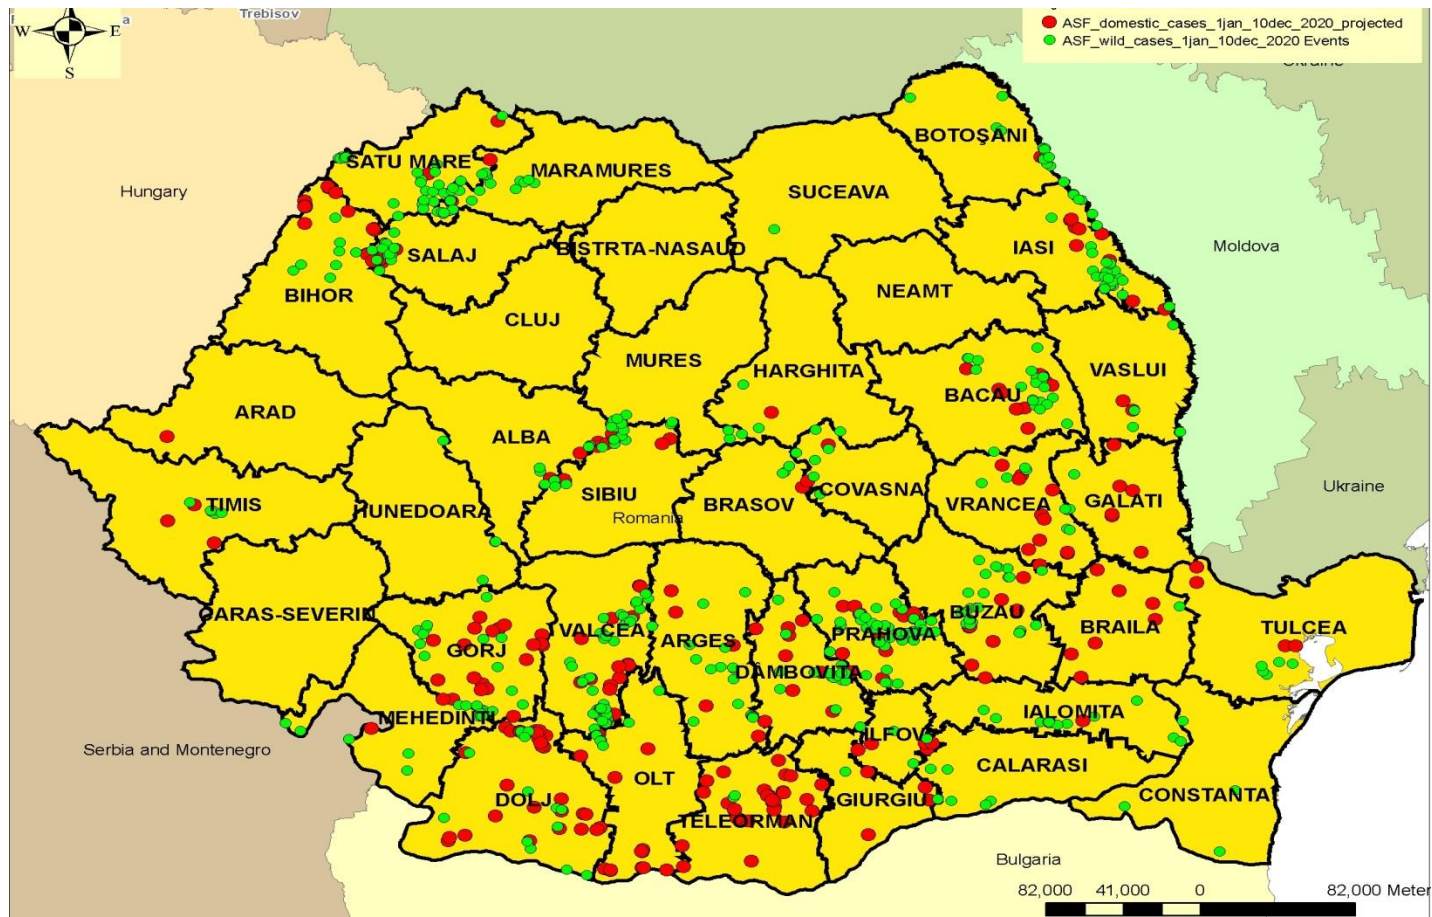 Trebisov
W
E
S
ASF_domestic_cases_1jan_10dec_2020_projected
ASF_wild_cases_1jan_10dec_2020 Events
BOTOŞANI
SATU MARE
MARAMURES
Hungary
SUCEAVA
Moldova
IASI
BISTRTA-NASAUD
SALAJ
NEAMT
BIHOR
CLUJ
MURES
HARGHITA
VASLUI
BACAU
ARAD
ALBA
Ukraine
SIBIU
COVASNA
GALATI
TIMIS
HUNEDOARA
BRASOV
VRANCEA
Romania
CARAS-SEVERIN
BUZAU
BRAILA
TULCEA
VALCEA
PRAHOVA
ARGES
GORJ
DÂMBOVITA
IALOMITA
MEHEDINTI
ILFOV
Serbia and Montenegro
CALARASI
OLT
CONSTANTA
DOLJ
GIURGIU
TELEORMAN
Bulgaria
82,000 41,000 0 82,000 Meter